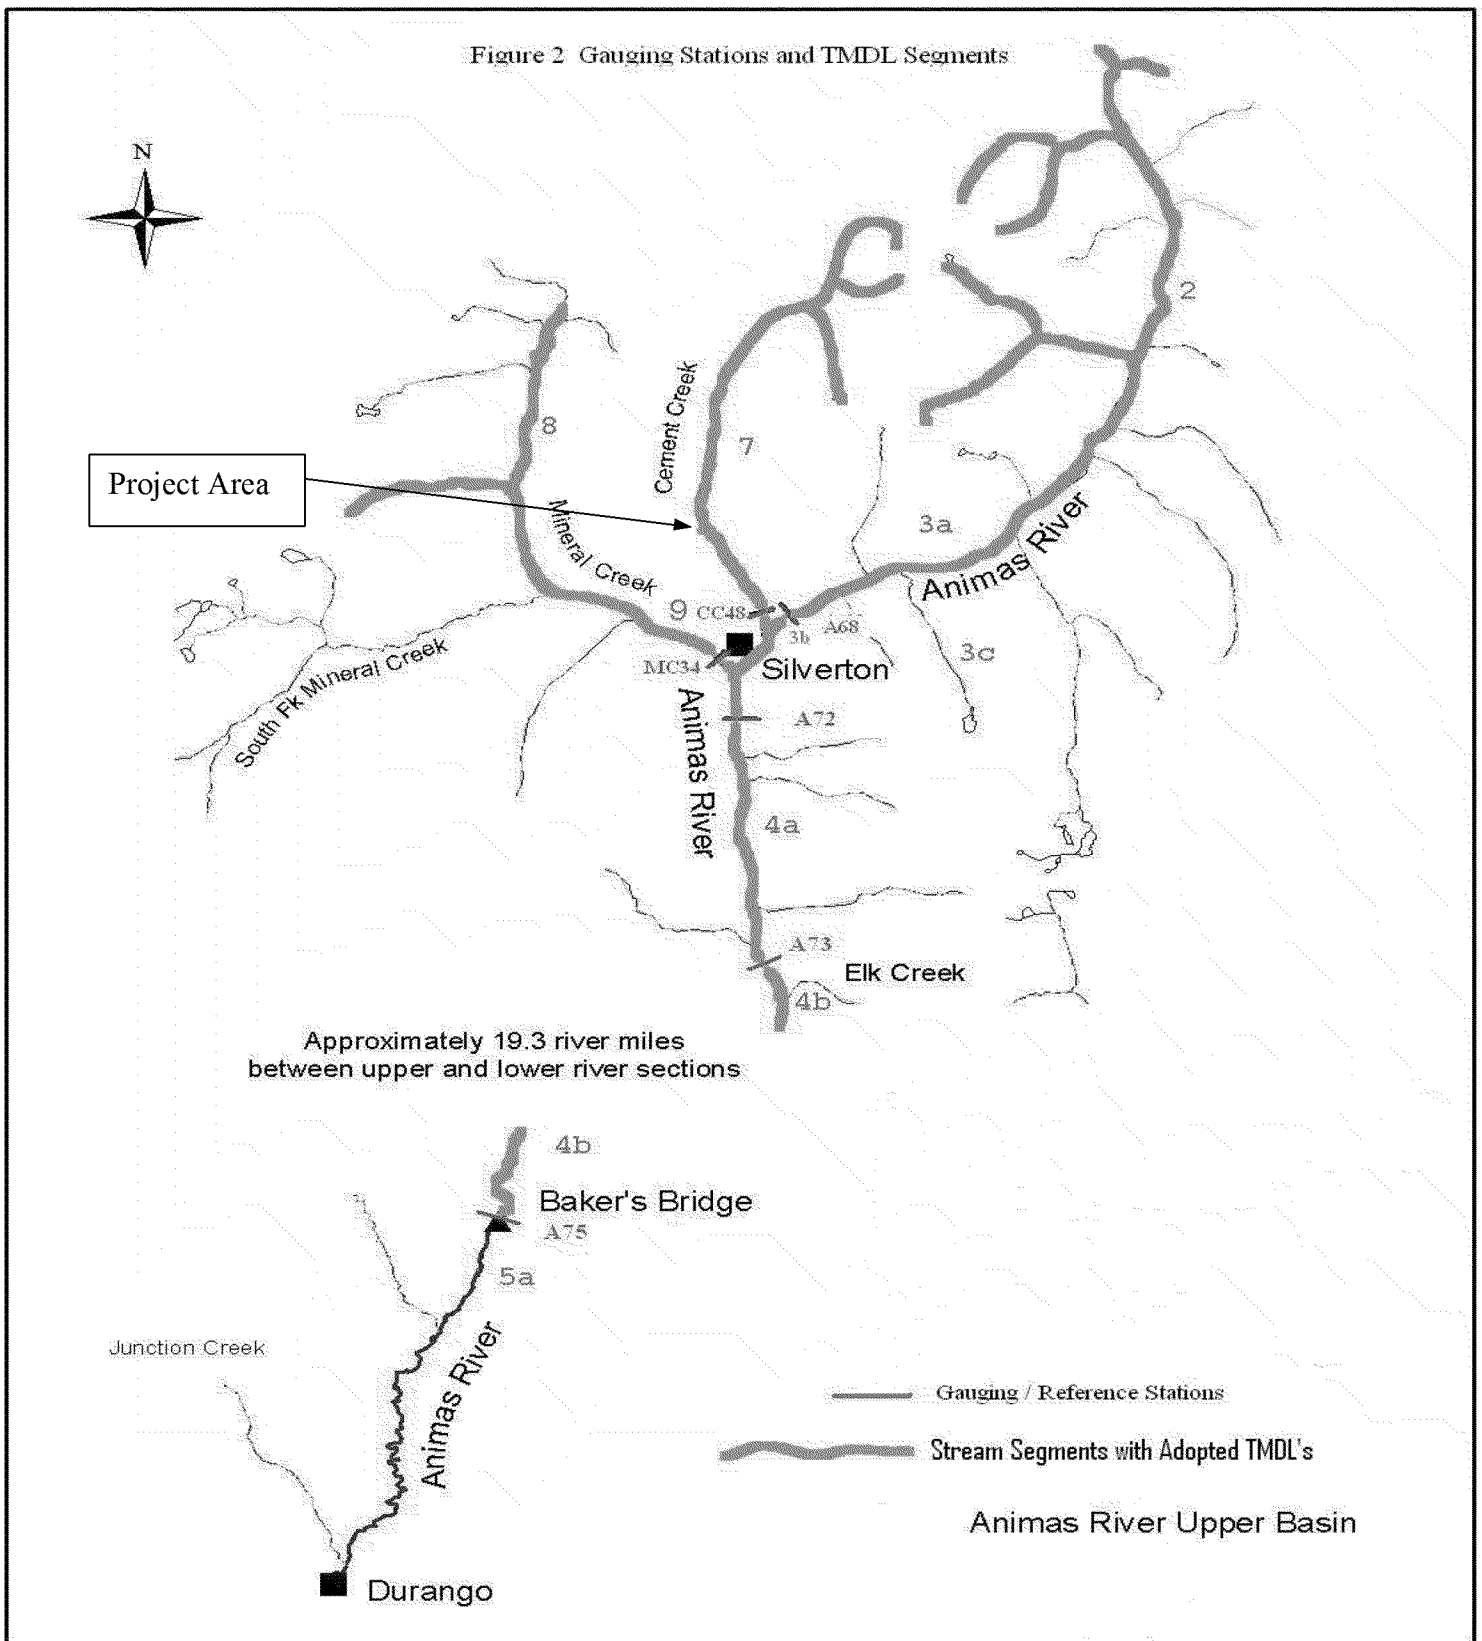 Figure 2 Gauging Stations and TMDL Segments
N
2
Cement Creek
8
7
Project Area
Mineral Creek
3a
Animas River
9
CC48
3b
A68
3c
MC34
Silverton
South Fk Mineral Creek
Animas River
A72
4a
A73
Elk Creek
4b
Approximately 19.3 river miles
between upper and lower river sections
4b
Baker's Bridge
A75
5a
Junction Creek
Animas River
Gauging / Reference Stations
Stream Segments with Adopted TMDL's
Animas River Upper Basin
Durango